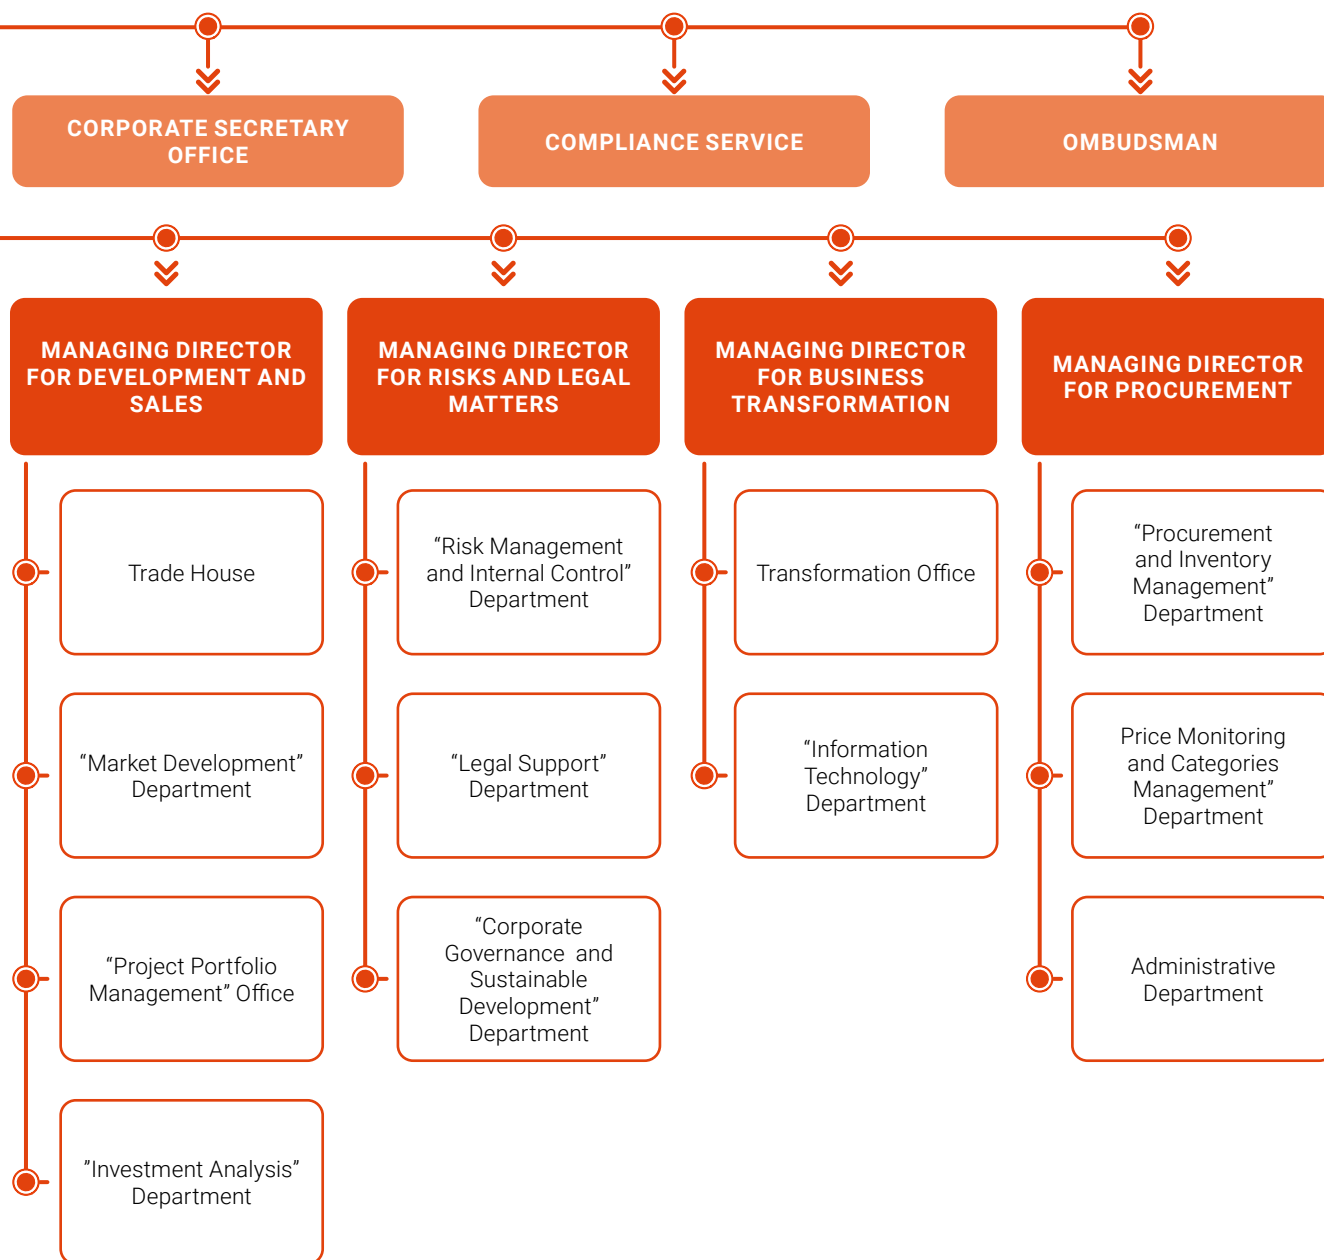 CORPORATE SECRETARY
OFFICE
COMPLIANCE SERVICE
OMBUDSMAN
MANAGING DIRECTOR
FOR DEVELOPMENT AND
SALES
MANAGING DIRECTOR
FOR RISKS AND LEGAL
MATTERS
MANAGING DIRECTOR
FOR BUSINESS
TRANSFORMATION
MANAGING DIRECTOR
FOR PROCUREMENT
Trade House
“Market Development”
Department
“Project Portfolio
Management” Office
”Investment Analysis”
Department
“Risk Management
and Internal Control”
Department
“Legal Support”
Department
“Corporate
Governance and
Sustainable
Development”
Department
Transformation Office
“Information
Technology”
Department
“Procurement
and Inventory
Management”
Department
Price Monitoring
and Categories
Management”
Department
Administrative
Department